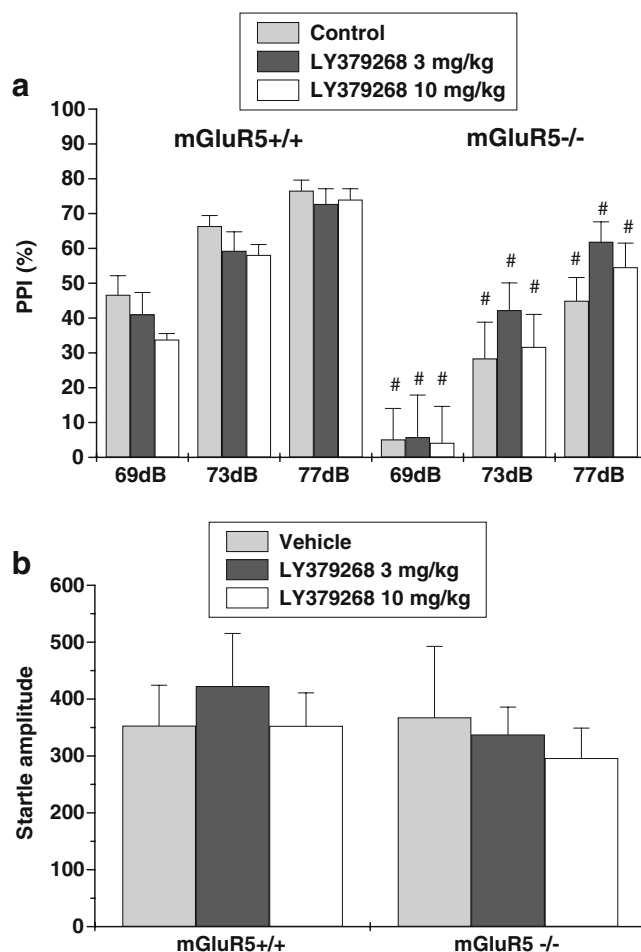 Control
LY379268 3 mg/kg
LY379268 10 mg/kg
a
100
90
80
70
60
50
40
30
20
10
0
PPI (%)
mGluR5+/+
mGluR5-/-
# # # # # # # # #
69dB 73dB 77dB 69dB 73dB 77dB
Vehicle
LY379268 3 mg/kg
LY379268 10 mg/kg
b
600
500
400
300
200
100
0
Startle amplitude
mGluR5+/+ mGluR5 -/-